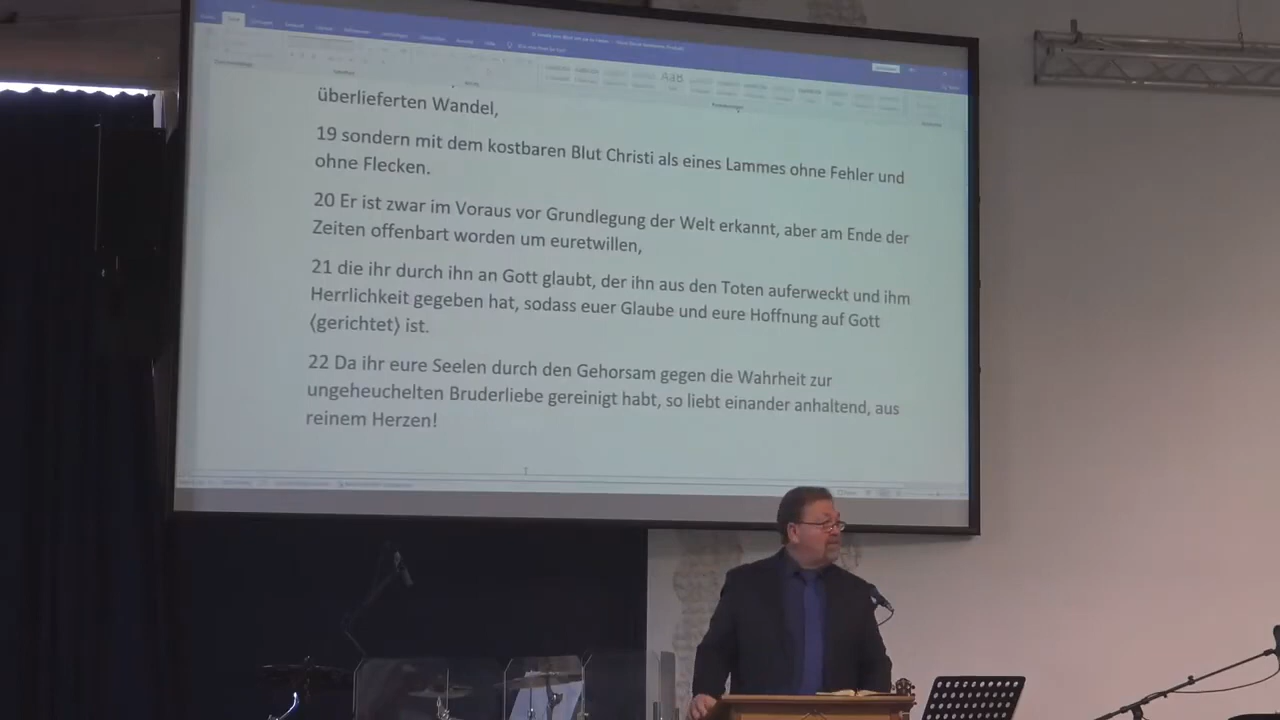 überlieferten Wandel,
19 sondern mit dem kostbaren Blut Christi als eines Lammes ohne Fehler und
ohne Flecken.
20 Er ist zwar im Voraus vor Grundlegung der Welt erkannt, aber am Ende der
Zeiten offenbart worden um euretwillen,
21 die ihr durch ihn an Gott glaubt, der ihn aus den Toten auferweckt und ihm
Herrlichkeit gegeben hat, sodass euer Glaube und eure Hoffnung auf Gott
⟨gerichtet⟩ ist.
22 Da ihr eure Seelen durch den Gehorsam gegen die Wahrheit zur
ungeheuchelten Bruderliebe gereinigt habt, so liebt einander anhaltend, aus
reinem Herzen!